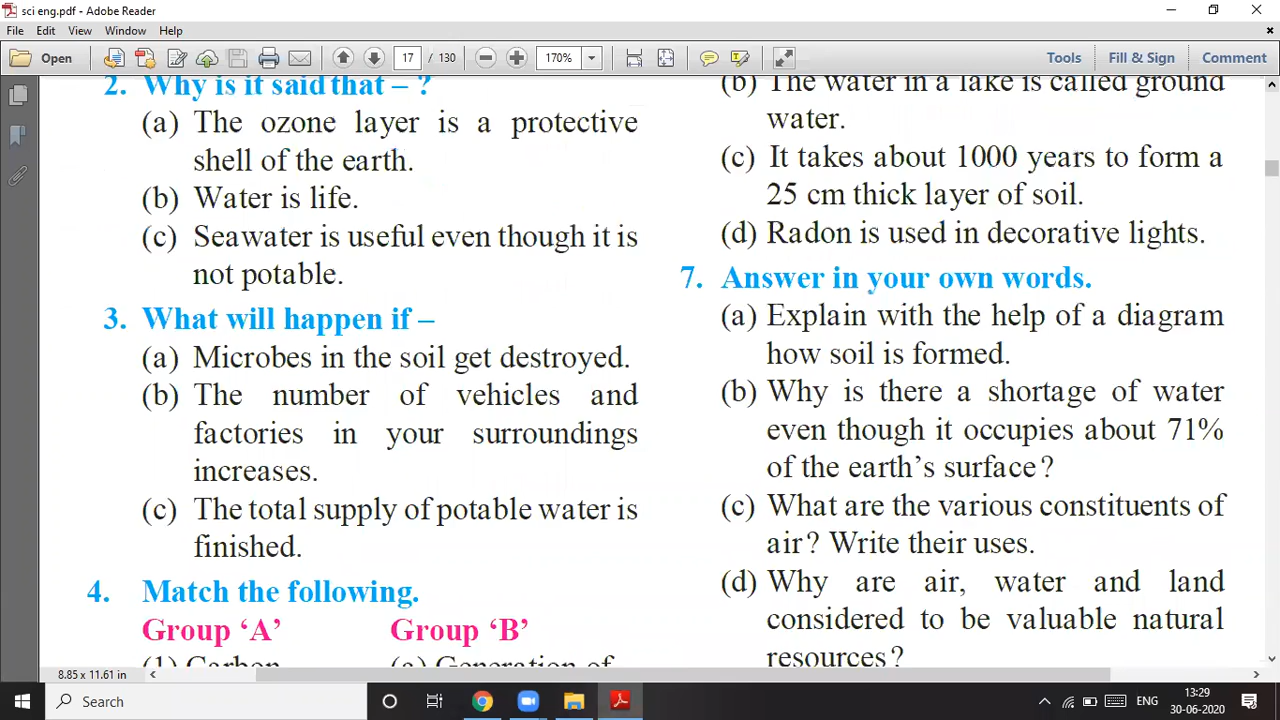 sci eng.pdf - Adobe Reader
File Edit View Window Help
Open 17 / 130 170% Tools Fill & Sign Comment
2. Why is it said that – ?
(a) The ozone layer is a protective
shell of the earth.
(b) Water is life.
(c) Seawater is useful even though it is
not potable.
3. What will happen if –
(a) Microbes in the soil get destroyed.
(b) The number of vehicles and
factories in your surroundings
increases.
(c) The total supply of potable water is
finished.
4. Match the following.
Group ‘A’ Group ‘B’
(1) Carbon (a) Generation of
(b) The water in a lake is called ground
water.
(c) It takes about 1000 years to form a
25 cm thick layer of soil.
(d) Radon is used in decorative lights.
7. Answer in your own words.
(a) Explain with the help of a diagram
how soil is formed.
(b) Why is there a shortage of water
even though it occupies about 71%
of the earth’s surface?
(c) What are the various constituents of
air? Write their uses.
(d) Why are air, water and land
considered to be valuable natural
resources?
8.85 x 11.61 in
Search
ENG
13:29
30-06-2020